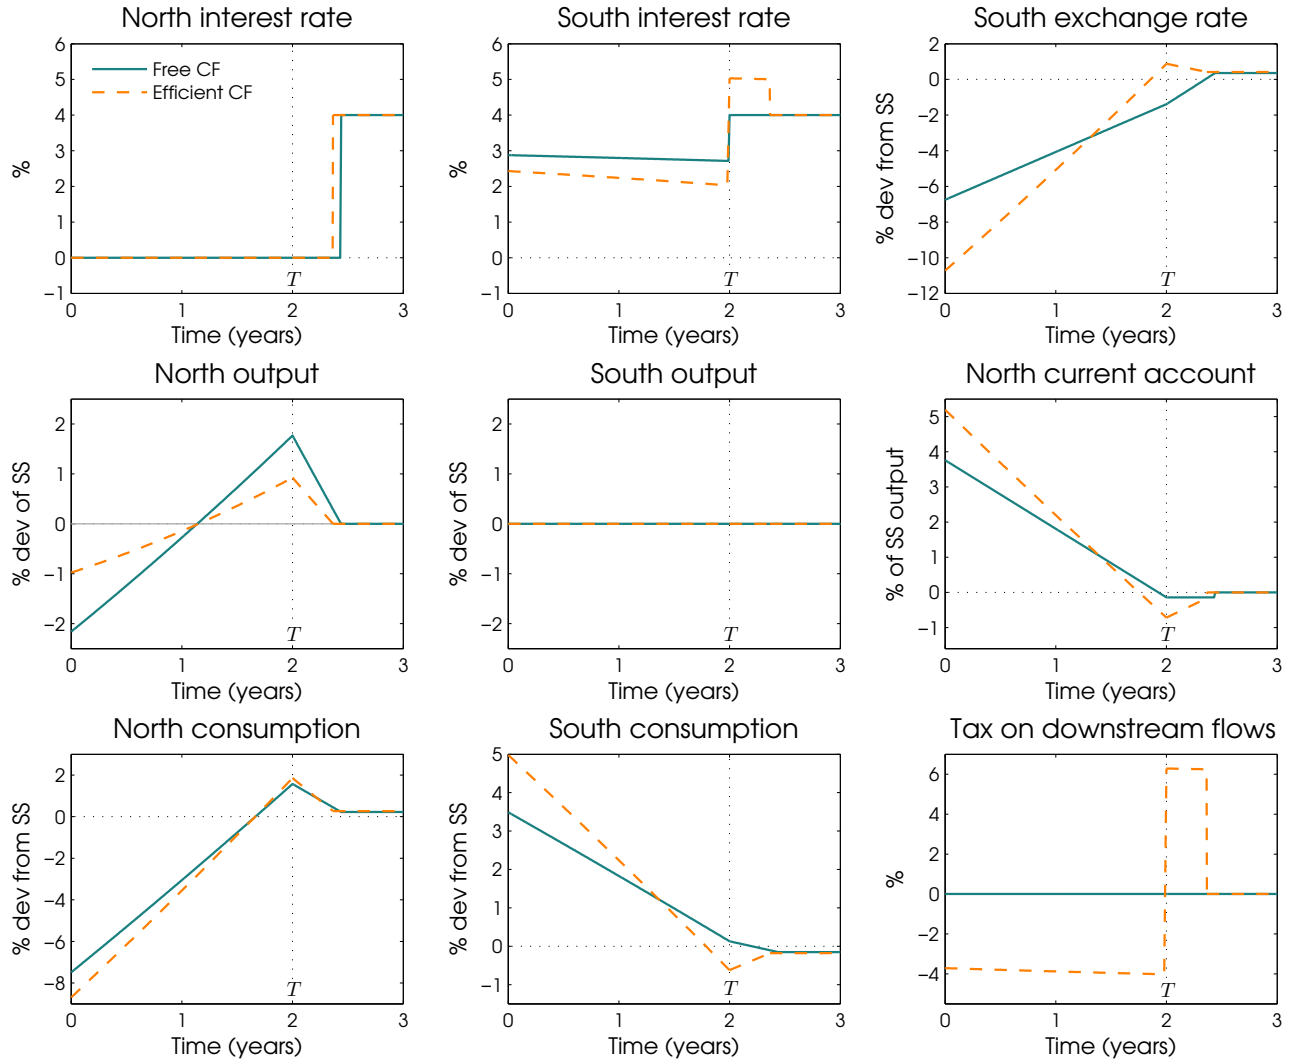 North interest rate
6
5
4
3
2
1
0
−1
%
Free CF
Efficient CF
T
0 1 2 3
Time (years)
South interest rate
6
5
4
3
2
1
0
−1
%
T
0 1 2 3
Time (years)
South exchange rate
2
0
−2
−4
−6
−8
−10
−12
% dev from SS
T
0 1 2 3
Time (years)
North output
2
1
0
−1
−2
% dev of SS
T
0 1 2 3
Time (years)
South output
2
1
0
−1
−2
% dev of SS
T
0 1 2 3
Time (years)
North current account
5
4
3
2
1
0
−1
% of SS output
T
0 1 2 3
Time (years)
North consumption
2
0
−2
−4
−6
−8
% dev from SS
T
0 1 2 3
Time (years)
South consumption
5
4
3
2
1
0
−1
% dev from SS
T
0 1 2 3
Time (years)
Tax on downstream flows
6
4
2
0
−2
−4
%
T
0 1 2 3
Time (years)